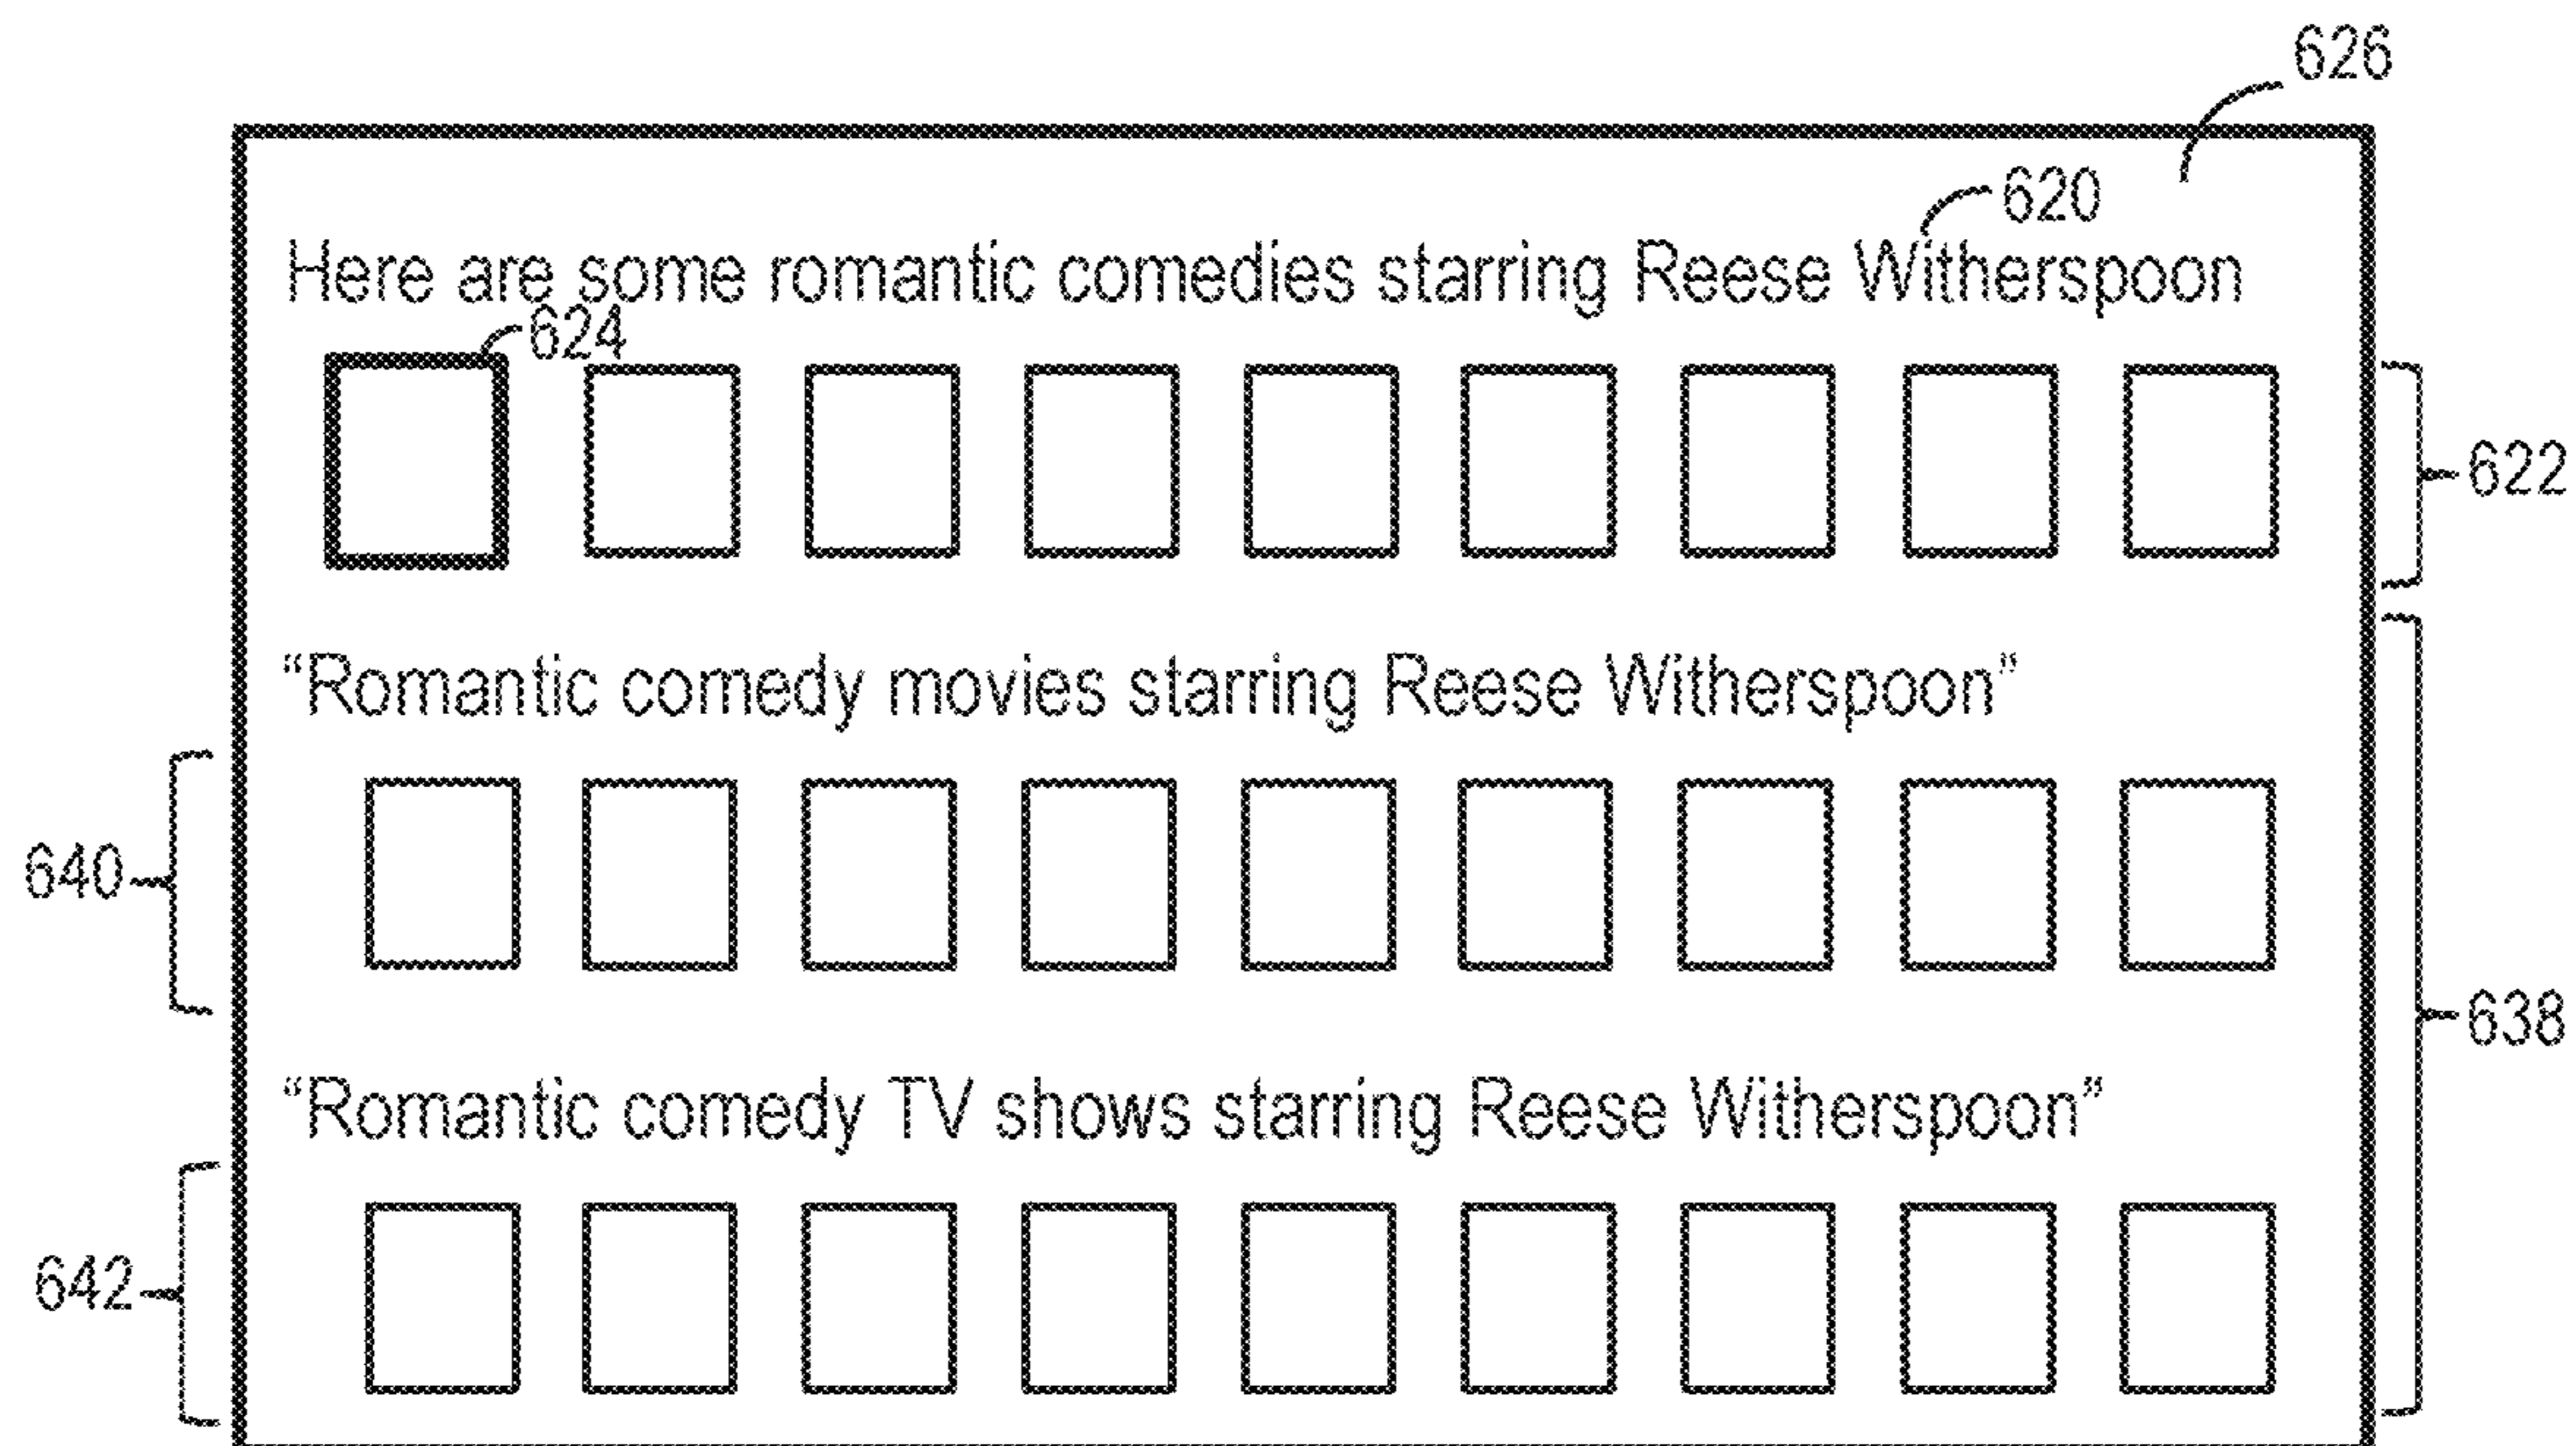 626
620
Here are some romantic comedies starring Reese Witherspoon
624
622
“Romantic comedy movies starring Reese Witherspoon”
640
638
“Romantic comedy TV shows starring Reese Witherspoon”
642